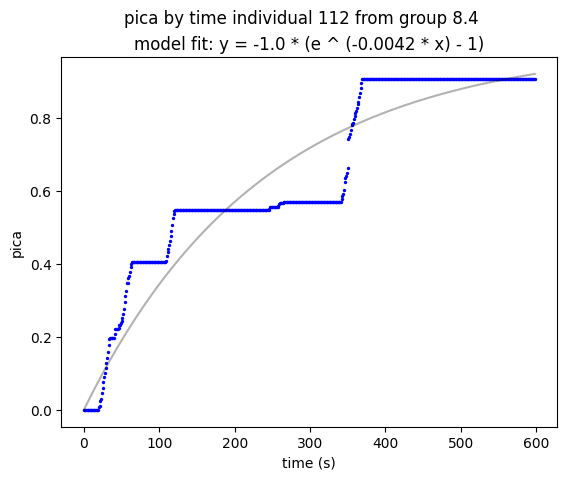 pica by time individual 112 from group 8.4
model fit: y = -1.0 * (e ^ (-0.0042 * x) - 1)
pica
0.8
0.6
0.4
0.2
0.0
0 100 200 300 400 500 600
time (s)